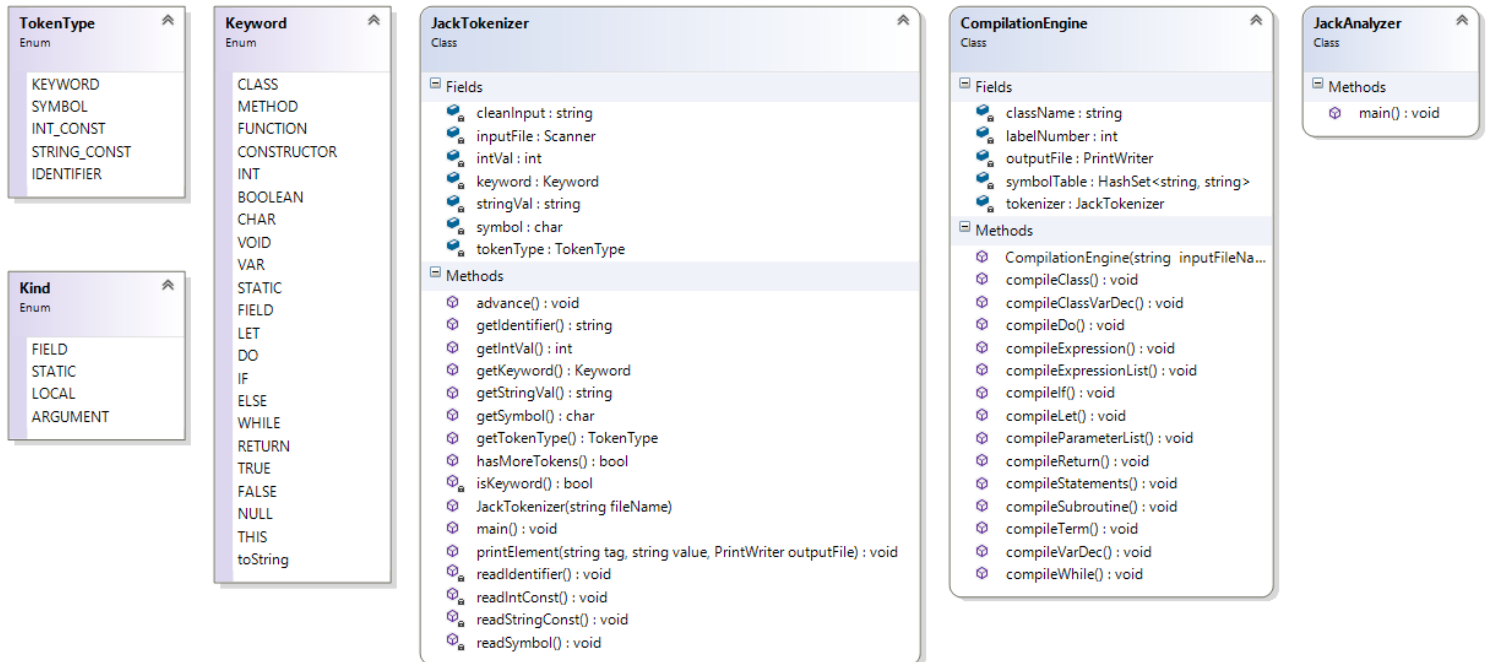 TokenType
Enum
KEYWORD
SYMBOL
INT_CONST
STRING_CONST
IDENTIFIER
Kind
Enum
FIELD
STATIC
LOCAL
ARGUMENT
Keyword
Enum
CLASS
METHOD
FUNCTION
CONSTRUCTOR
INT
BOOLEAN
CHAR
VOID
VAR
STATIC
FIELD
LET
DO
IF
ELSE
WHILE
RETURN
TRUE
FALSE
NULL
THIS
toString
JackTokenizer
Class
Fields
cleanInput : string
inputFile : Scanner
intVal : int
keyword : Keyword
stringVal : string
symbol : char
tokenType : TokenType
Methods
advance() : void
getIdentifier() : string
getIntVal() : int
getKeyword() : Keyword
getStringVal() : string
getSymbol() : char
getTokenType() : TokenType
hasMoreTokens() : bool
isKeyword() : bool
JackTokenizer(string fileName)
main() : void
printElement(string tag, string value, PrintWriter outputFile) : void
readIdentifier() : void
readIntConst() : void
readStringConst() : void
readSymbol() : void
CompilationEngine
Class
Fields
className : string
labelNumber : int
outputFile : PrintWriter
symbolTable : HashSet<string, string>
tokenizer : JackTokenizer
Methods
CompilationEngine(string inputFileNa...
compileClass() : void
compileClassVarDec() : void
compileDo() : void
compileExpression() : void
compileExpressionList() : void
compileIf() : void
compileLet() : void
compileParameterList() : void
compileReturn() : void
compileStatements() : void
compileSubroutine() : void
compileTerm() : void
compileVarDec() : void
compileWhile() : void
JackAnalyzer
Class
Methods
main() : void